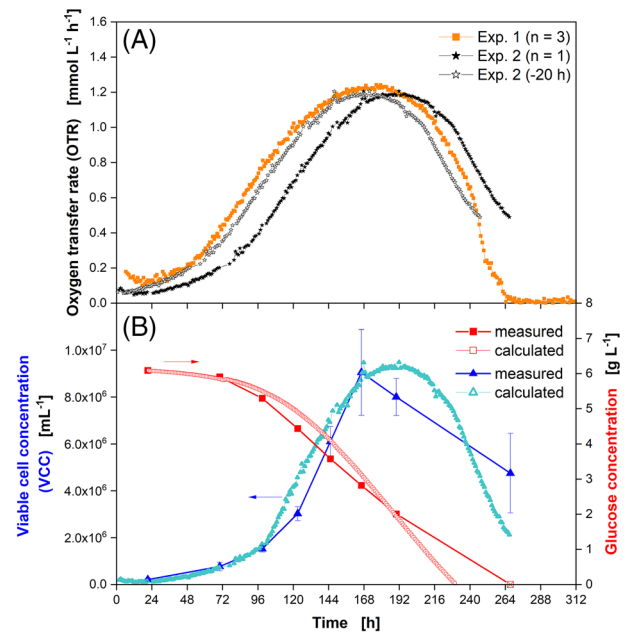 (A)
Exp. 1 (n = 3)
Exp. 2 (n = 1)
Exp. 2 (-20 h)
Oxygen transfer rate (OTR) [mmol L⁻¹ h⁻¹]
1.6
1.4
1.2
1.0
0.8
0.6
0.4
0.2
0.0
(B)
measured
calculated
measured
calculated
Viable cell concentration
(VCC) [mL⁻¹]
1.0x10⁷
8.0x10⁶
6.0x10⁶
4.0x10⁶
2.0x10⁶
0.0
8
7
6
5
4
3
2
1
0
Glucose concentration [g L⁻¹]
0 24 48 72 96 120 144 168 192 216 240 264 288 312
Time [h]